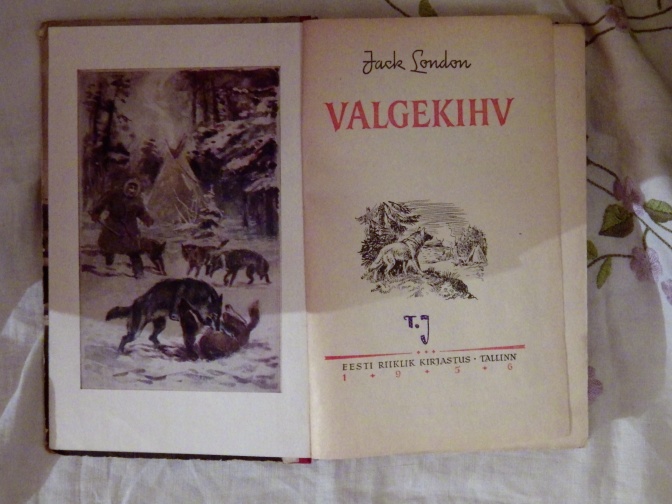 Jack London
VALGEKIHV
T. J
EESTI RIIKLIK KIRJASTUS • TALLINN
1 • 9 • 5 • 6